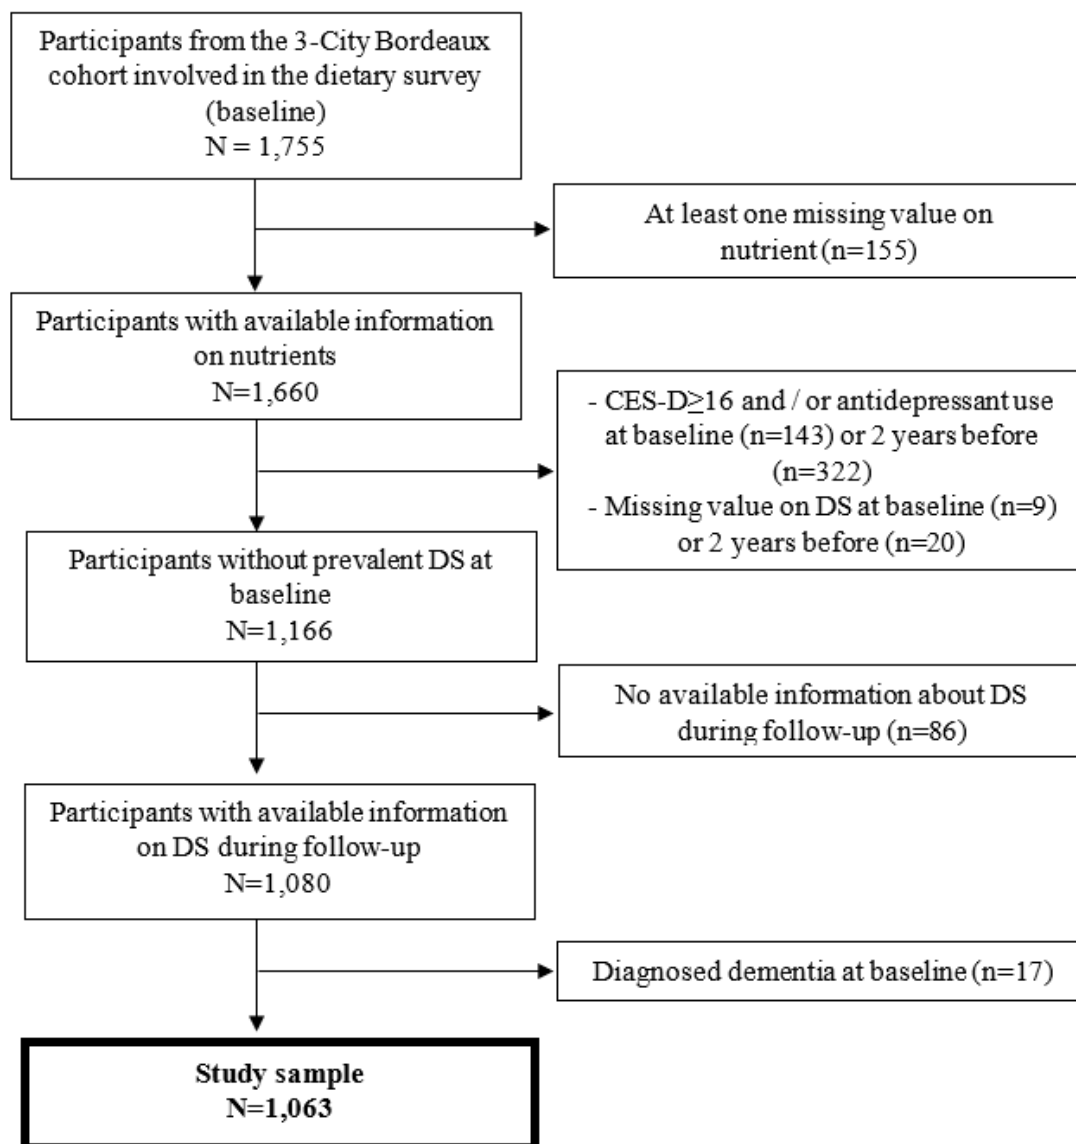 Participants from the 3-City Bordeaux
cohort involved in the dietary survey
(baseline)
N = 1,755
At least one missing value on
nutrient (n=155)
Participants with available information
on nutrients
N=1,660
- CES-D≥16 and / or antidepressant use
at baseline (n=143) or 2 years before
(n=322)
- Missing value on DS at baseline (n=9)
or 2 years before (n=20)
Participants without prevalent DS at
baseline
N=1,166
No available information about DS
during follow-up (n=86)
Participants with available information
on DS during follow-up
N=1,080
Diagnosed dementia at baseline (n=17)
Study sample
N=1,063